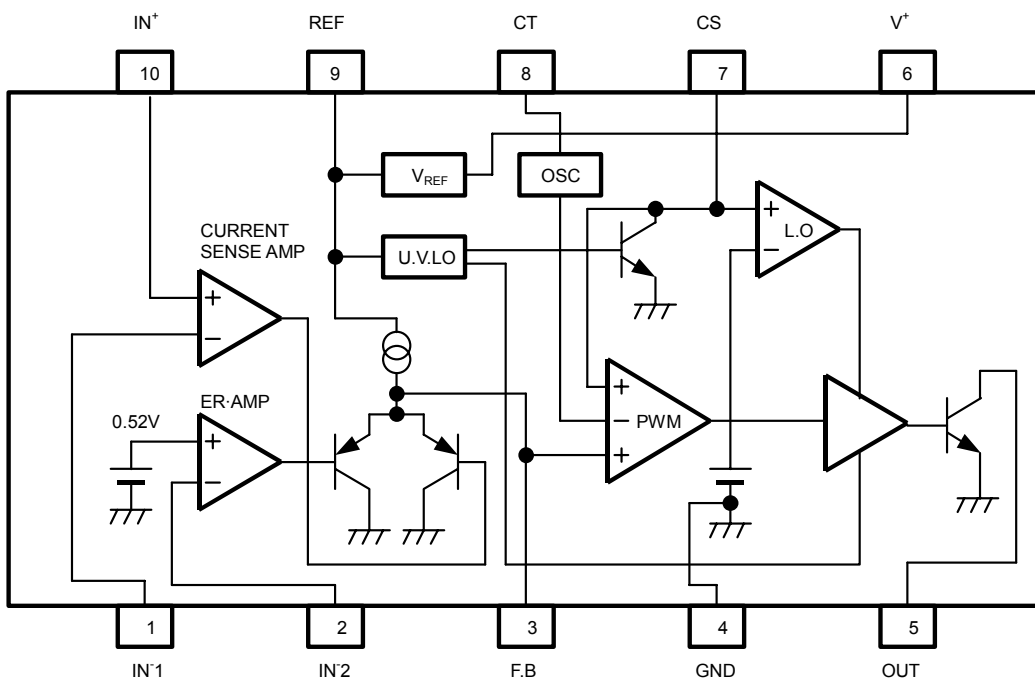 IN⁺ REF CT CS V⁺
10 9 8 7 6
V_REF OSC
+ L.O
−
CURRENT
SENSE AMP
U.V.LO
+
−
ER·AMP
0.52V
+
−
+
− PWM
+
1 2 3 4 5
IN⁻1 IN⁻2 F.B GND OUT